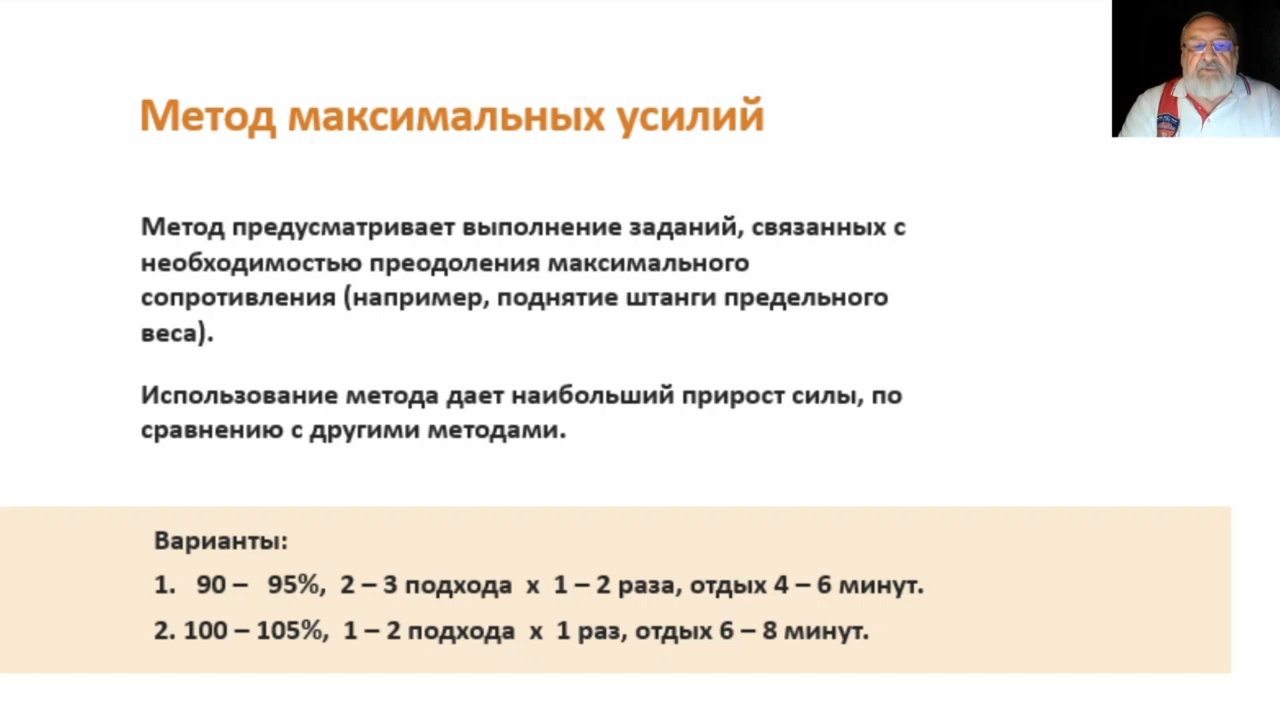 Метод максимальных усилий
Метод предусматривает выполнение заданий, связанных с
необходимостью преодоления максимального
сопротивления (например, поднятие штанги предельного
веса).
Использование метода дает наибольший прирост силы, по
сравнению с другими методами.
Варианты:
1. 90 – 95%, 2 – 3 подхода х 1 – 2 раза, отдых 4 – 6 минут.
2. 100 – 105%, 1 – 2 подхода х 1 раз, отдых 6 – 8 минут.